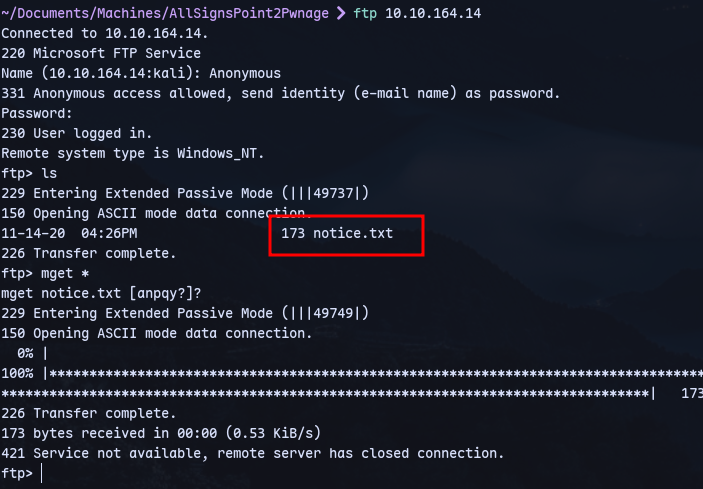 ~/Documents/Machines/AllSignsPoint2Pwnage ❯ ftp 10.10.164.14
Connected to 10.10.164.14.
220 Microsoft FTP Service
Name (10.10.164.14:kali): Anonymous
331 Anonymous access allowed, send identity (e-mail name) as password.
Password:
230 User logged in.
Remote system type is Windows_NT.
ftp> ls
229 Entering Extended Passive Mode (|||49737|)
150 Opening ASCII mode data connection.
11-14-20  04:26PM                  173 notice.txt
226 Transfer complete.
ftp> mget *
mget notice.txt [anpqy?]?
229 Entering Extended Passive Mode (|||49749|)
150 Opening ASCII mode data connection.
  0% |
100% |***********************************************************************************
*********************************************************************************|   173
226 Transfer complete.
173 bytes received in 00:00 (0.53 KiB/s)
421 Service not available, remote server has closed connection.
ftp>